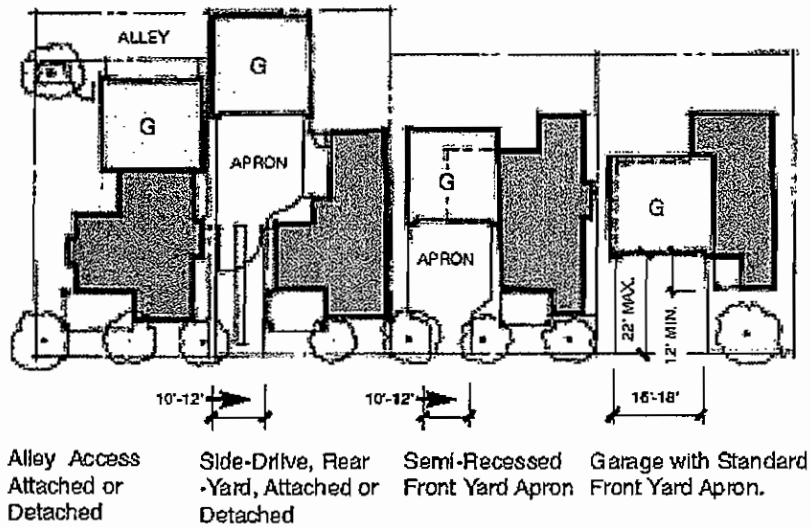 ALLEY
G
G
APRON
G
APRON
G
22' MAX.
12' MIN.
10'-12'
10'-12'
16'-18'
Alley Access
Attached or
Detached
Side-Drilve, Rear
-Yard, Attached or
Detached
Semi-Recessed
Front Yard Apron
Garage with Standard
Front Yard Apron.